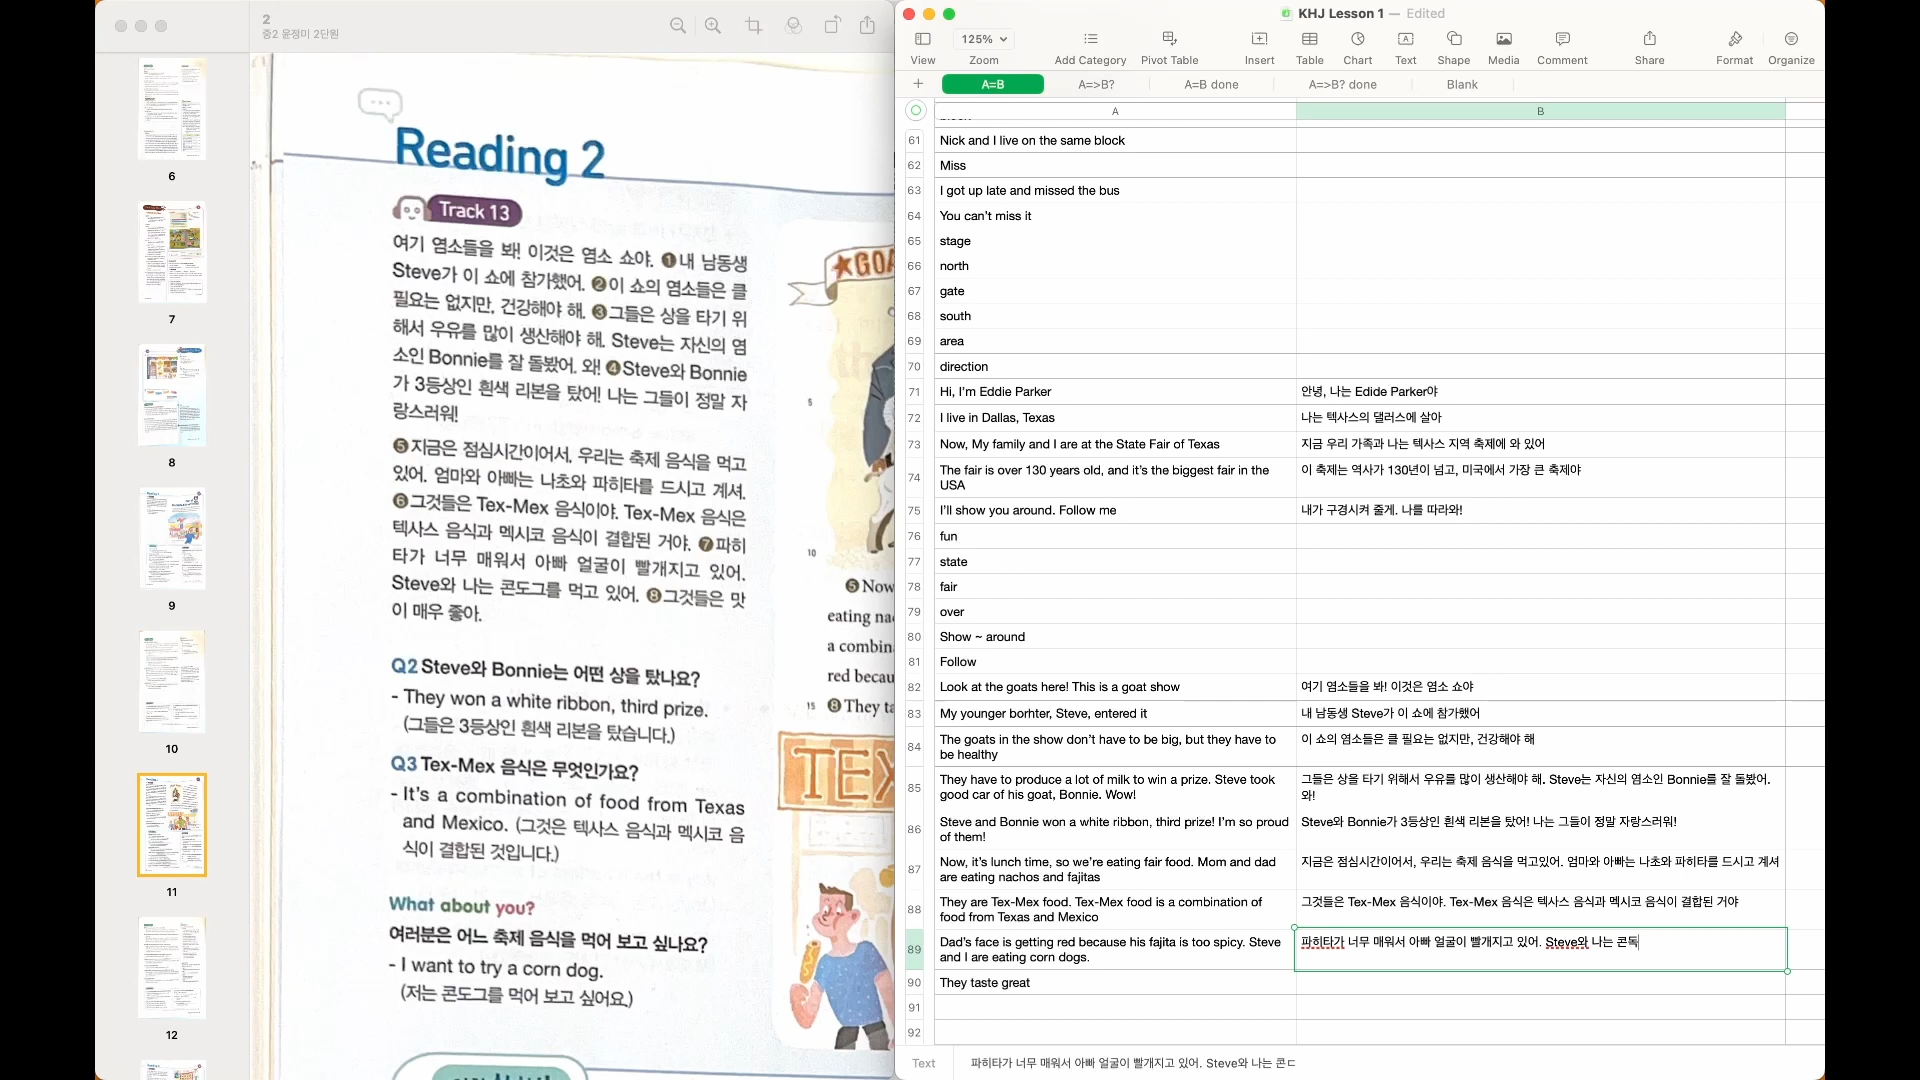 2
중2 윤정미 2단원
6
7
8
9
10
11
12
Reading 2
Track 13
여기 염소들을 봐! 이것은 염소 쇼야. ❶내 남동생
Steve가 이 쇼에 참가했어. ❷이 쇼의 염소들은 클
필요는 없지만, 건강해야 해. ❸그들은 상을 타기 위
해서 우유를 많이 생산해야 해. Steve는 자신의 염
소인 Bonnie를 잘 돌봤어. 와! ❹Steve와 Bonnie
가 3등상인 흰색 리본을 탔어! 나는 그들이 정말 자
랑스러워!
❺지금은 점심시간이어서, 우리는 축제 음식을 먹고
있어. 엄마와 아빠는 나초와 파히타를 드시고 계셔.
❻그것들은 Tex-Mex 음식이야. Tex-Mex 음식은
텍사스 음식과 멕시코 음식이 결합된 거야. ❼파히
타가 너무 매워서 아빠 얼굴이 빨개지고 있어.
Steve와 나는 콘도그를 먹고 있어. ❽그것들은 맛
이 매우 좋아.
Q2 Steve와 Bonnie는 어떤 상을 탔나요?
- They won a white ribbon, third prize.
(그들은 3등상인 흰색 리본을 탔습니다.)
Q3 Tex-Mex 음식은 무엇인가요?
- It's a combination of food from Texas
and Mexico. (그것은 텍사스 음식과 멕시코 음
식이 결합된 것입니다.)
What about you?
여러분은 어느 축제 음식을 먹어 보고 싶나요?
- I want to try a corn dog.
(저는 콘도그를 먹어 보고 싶어요.)
★GOA
5
10
❺Now
eating na
a combin
red becau
15 ❽They ta
TEX
KHJ Lesson 1 — Edited
125%
View Zoom Add Category Pivot Table Insert Table Chart Text Shape Media Comment Share Format Organize
+ A=B A=>B? A=B done A=>B? done Blank
A B
61 Nick and I live on the same block
62 Miss
63 I got up late and missed the bus
64 You can't miss it
65 stage
66 north
67 gate
68 south
69 area
70 direction
71 Hi, I'm Eddie Parker 안녕, 나는 Edide Parker야
72 I live in Dallas, Texas 나는 텍사스의 댈러스에 살아
73 Now, My family and I are at the State Fair of Texas 지금 우리 가족과 나는 텍사스 지역 축제에 와 있어
74 The fair is over 130 years old, and it's the biggest fair in the 이 축제는 역사가 130년이 넘고, 미국에서 가장 큰 축제야
USA
75 I'll show you around. Follow me 내가 구경시켜 줄게. 나를 따라와!
76 fun
77 state
78 fair
79 over
80 Show ~ around
81 Follow
82 Look at the goats here! This is a goat show 여기 염소들을 봐! 이것은 염소 쇼야
83 My younger borhter, Steve, entered it 내 남동생 Steve가 이 쇼에 참가했어
84 The goats in the show don't have to be big, but they have to 이 쇼의 염소들은 클 필요는 없지만, 건강해야 해
be healthy
85 They have to produce a lot of milk to win a prize. Steve took 그들은 상을 타기 위해서 우유를 많이 생산해야 해. Steve는 자신의 염소인 Bonnie를 잘 돌봤어.
good car of his goat, Bonnie. Wow! 와!
86 Steve and Bonnie won a white ribbon, third prize! I'm so proud Steve와 Bonnie가 3등상인 흰색 리본을 탔어! 나는 그들이 정말 자랑스러워!
of them!
87 Now, it's lunch time, so we're eating fair food. Mom and dad 지금은 점심시간이어서, 우리는 축제 음식을 먹고있어. 엄마와 아빠는 나초와 파히타를 드시고 계셔
are eating nachos and fajitas
88 They are Tex-Mex food. Tex-Mex food is a combination of 그것들은 Tex-Mex 음식이야. Tex-Mex 음식은 텍사스 음식과 멕시코 음식이 결합된 거야
food from Texas and Mexico
89 Dad's face is getting red because his fajita is too spicy. Steve 파히타가 너무 매워서 아빠 얼굴이 빨개지고 있어. Steve와 나는 콘독
and I are eating corn dogs.
90 They taste great
91
92
Text 파히타가 너무 매워서 아빠 얼굴이 빨개지고 있어. Steve와 나는 콘ㄷ